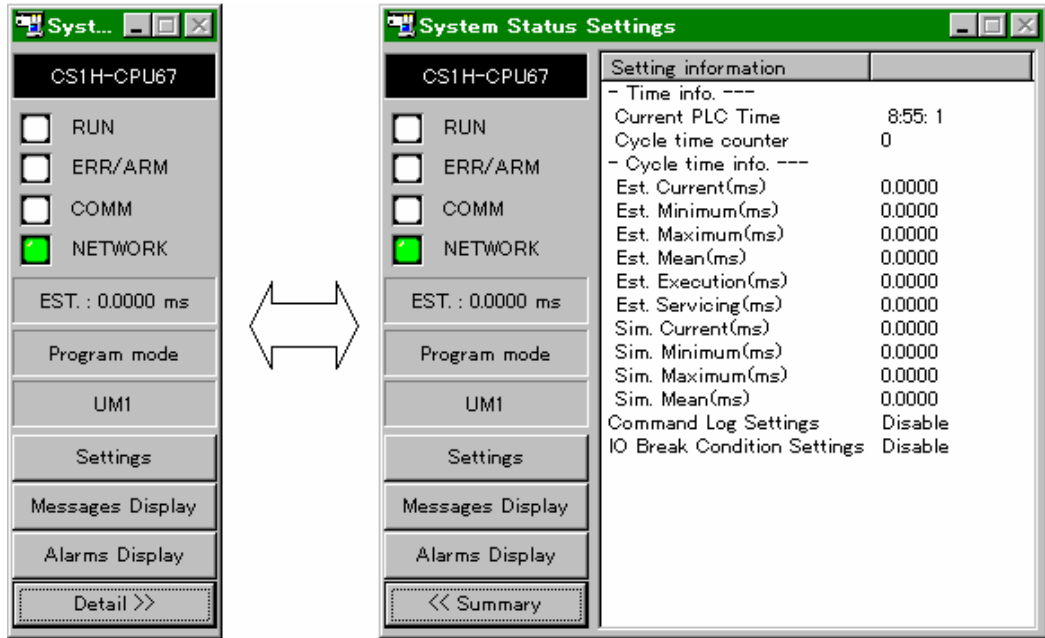 Syst...
CS1H-CPU67
RUN
ERR/ARM
COMM
NETWORK
EST. : 0.0000 ms
Program mode
UM1
Settings
Messages Display
Alarms Display
Detail >>
System Status Settings
CS1H-CPU67
RUN
ERR/ARM
COMM
NETWORK
EST. : 0.0000 ms
Program mode
UM1
Settings
Messages Display
Alarms Display
<< Summary
Setting information
- Time info. ---
Current PLC Time 8:55: 1
Cycle time counter 0
- Cycle time info. ---
Est. Current(ms) 0.0000
Est. Minimum(ms) 0.0000
Est. Maximum(ms) 0.0000
Est. Mean(ms) 0.0000
Est. Execution(ms) 0.0000
Est. Servicing(ms) 0.0000
Sim. Current(ms) 0.0000
Sim. Minimum(ms) 0.0000
Sim. Maximum(ms) 0.0000
Sim. Mean(ms) 0.0000
Command Log Settings Disable
IO Break Condition Settings Disable